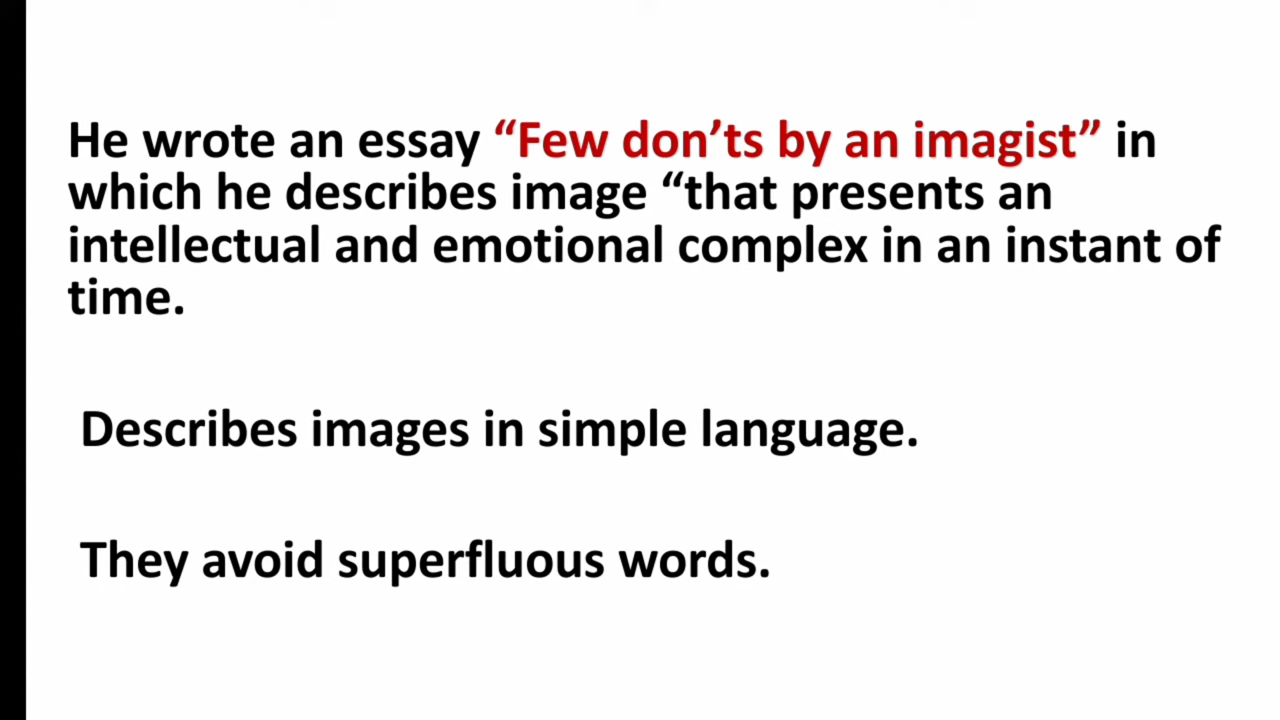 He wrote an essay “Few don’ts by an imagist” in
which he describes image “that presents an
intellectual and emotional complex in an instant of
time.
Describes images in simple language.
They avoid superfluous words.